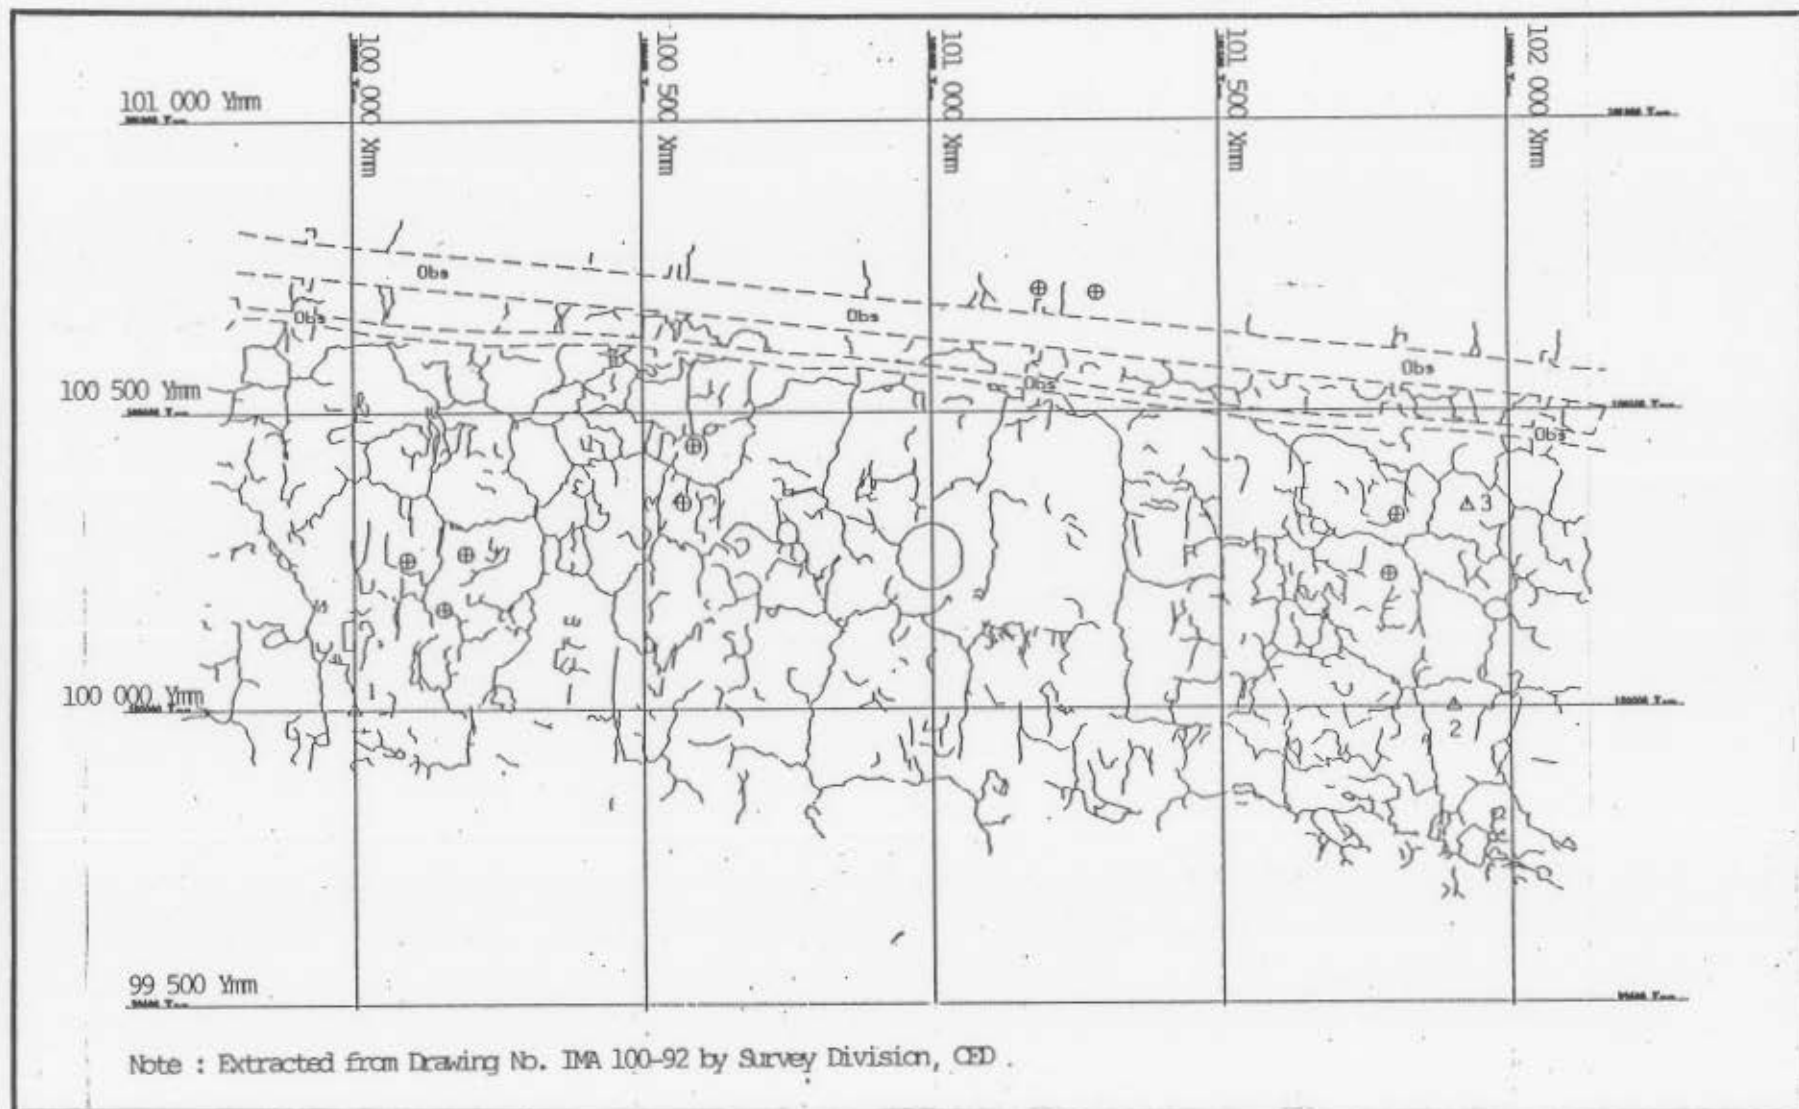 100 000 Xmm
100 500 Xmm
101 000 Xmm
101 500 Xmm
102 000 Xmm
101 000 Ymm
Obs
Obs
Obs
Obs
Obs
Obs
100 500 Ymm
3
100 000 Ymm
1
2
99 500 Ymm
Note : Extracted from Drawing No. IMA 100-92 by Survey Division, CED .